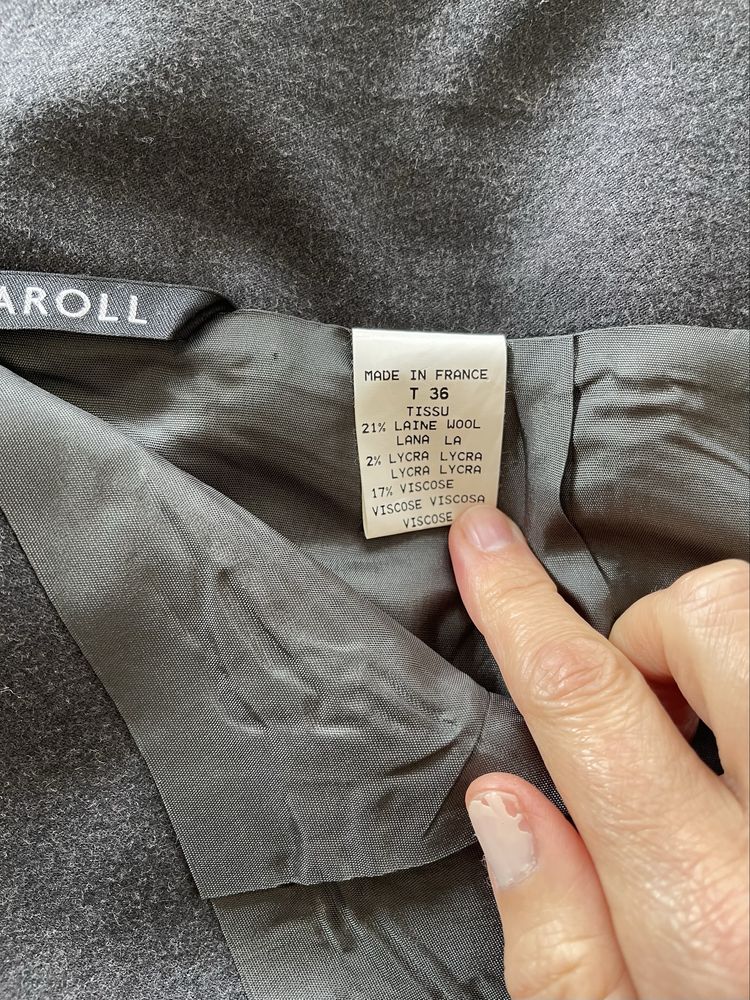 AROLL
MADE IN FRANCE
T 36
TISSU
21% LAINE WOOL
LANA LA
2% LYCRA LYCRA
LYCRA LYCRA
17% VISCOSE
VISCOSE VISCOSA
VISCOSE